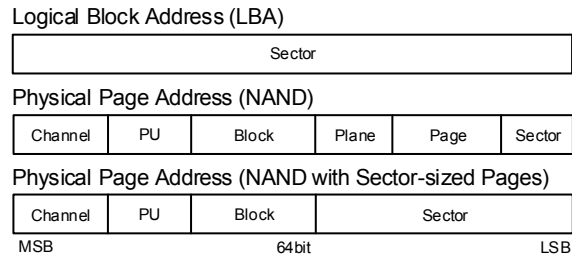 Logical Block Address (LBA)
Sector
Physical Page Address (NAND)
Channel PU Block Plane Page Sector
Physical Page Address (NAND with Sector-sized Pages)
Channel PU Block Sector
MSB 64bit LSB